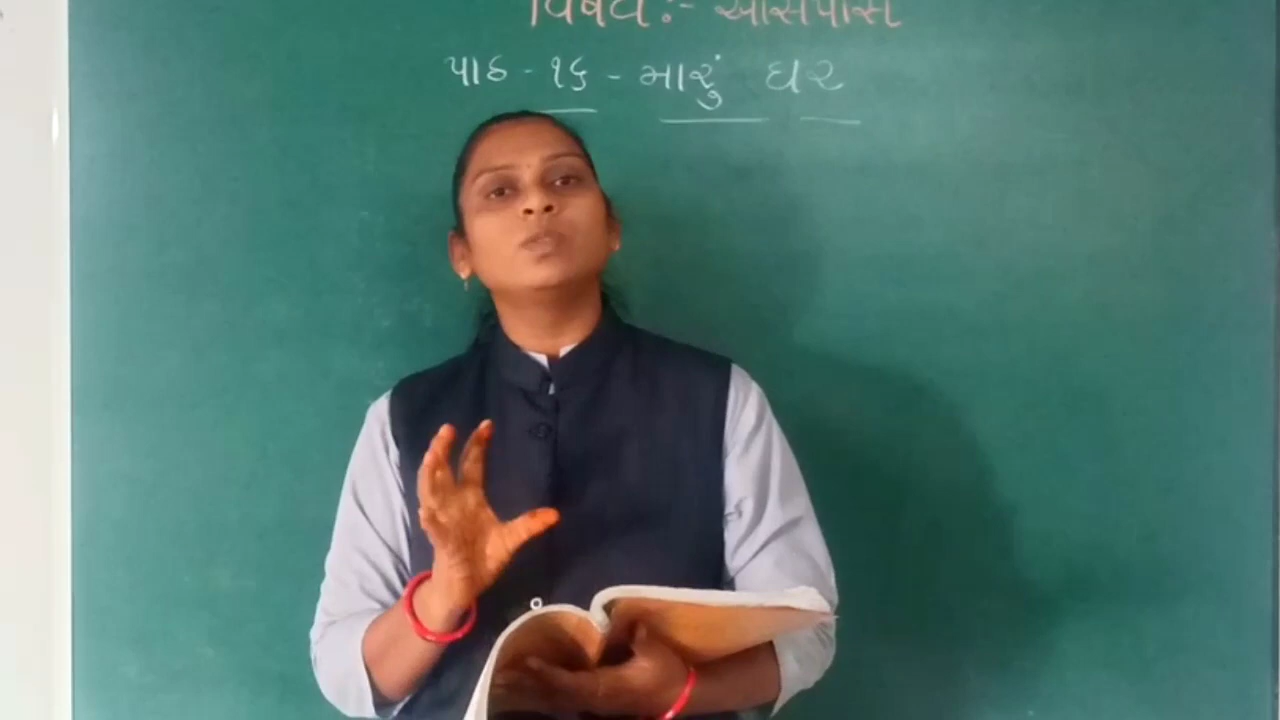 વિષય :- આસપાસ
પાઠ - ૧૬ - મારું ઘર